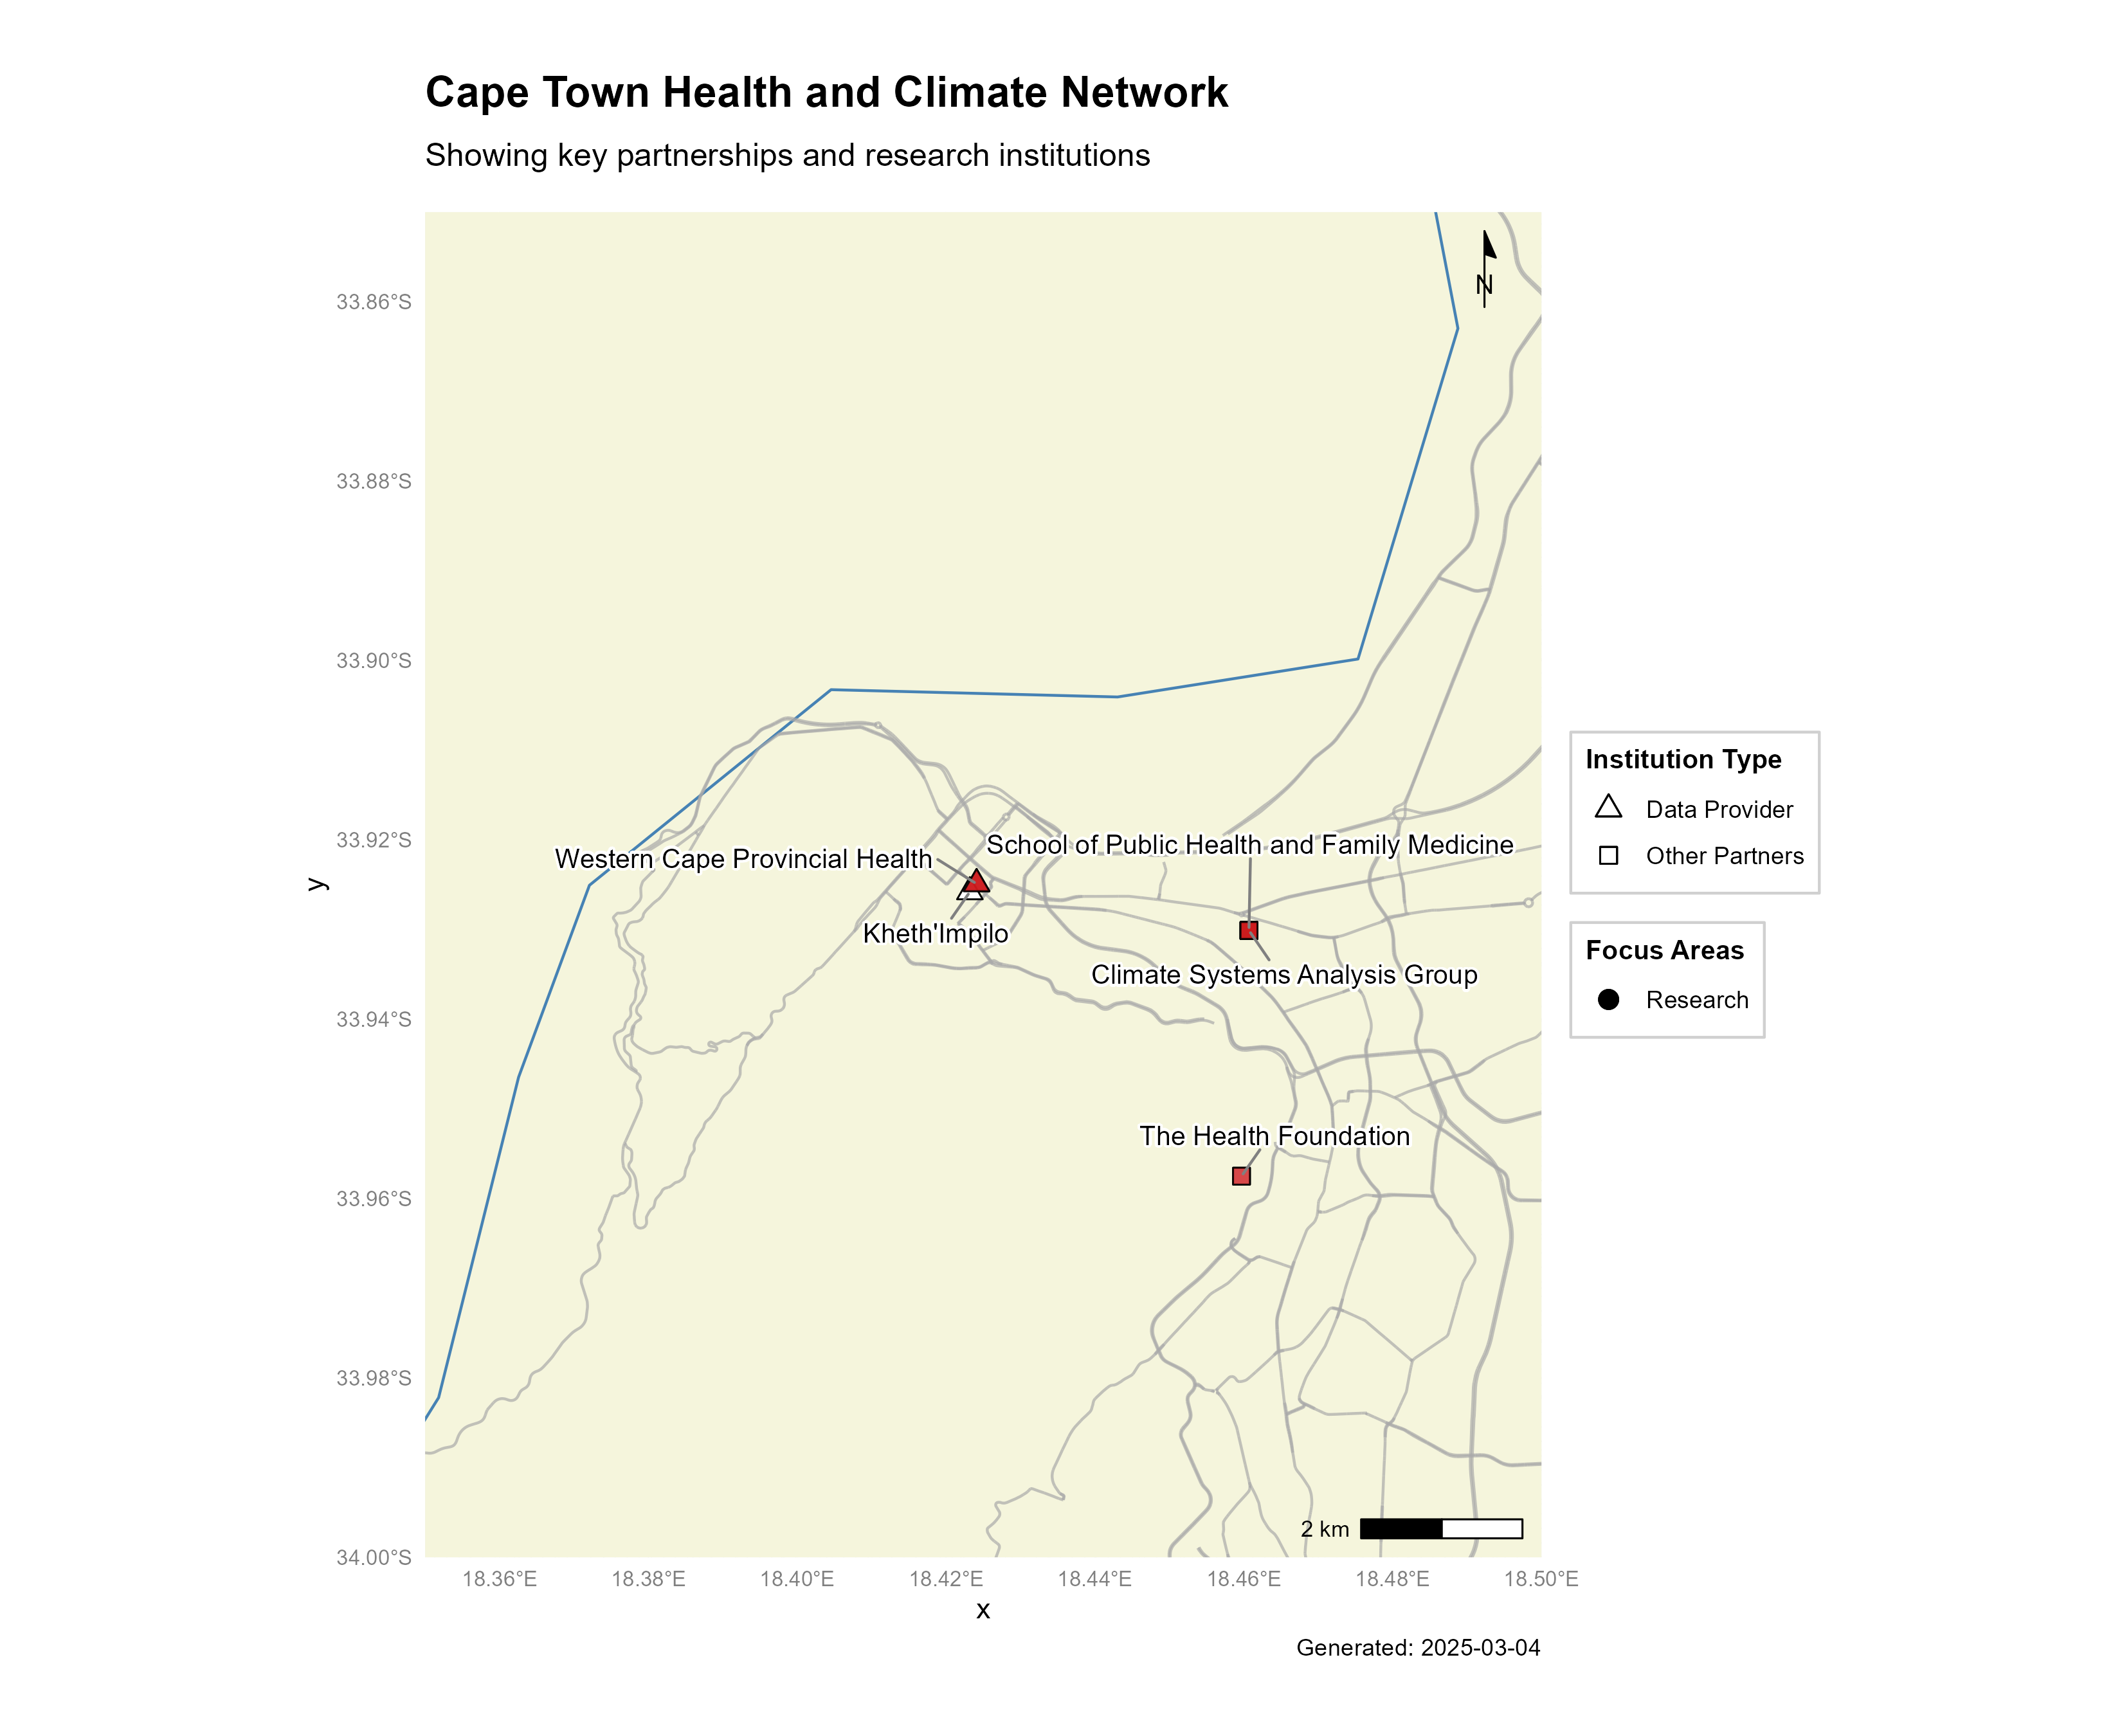 Cape Town Health and Climate Network
Showing key partnerships and research institutions
N
33.86°S
33.88°S
33.90°S
33.92°S
33.94°S
33.96°S
33.98°S
34.00°S
y
School of Public Health and Family Medicine
Western Cape Provincial Health
Kheth'Impilo
Climate Systems Analysis Group
The Health Foundation
2 km
18.36°E
18.38°E
18.40°E
18.42°E
18.44°E
18.46°E
18.48°E
18.50°E
x
Institution Type
Data Provider
Other Partners
Focus Areas
Research
Generated: 2025-03-04